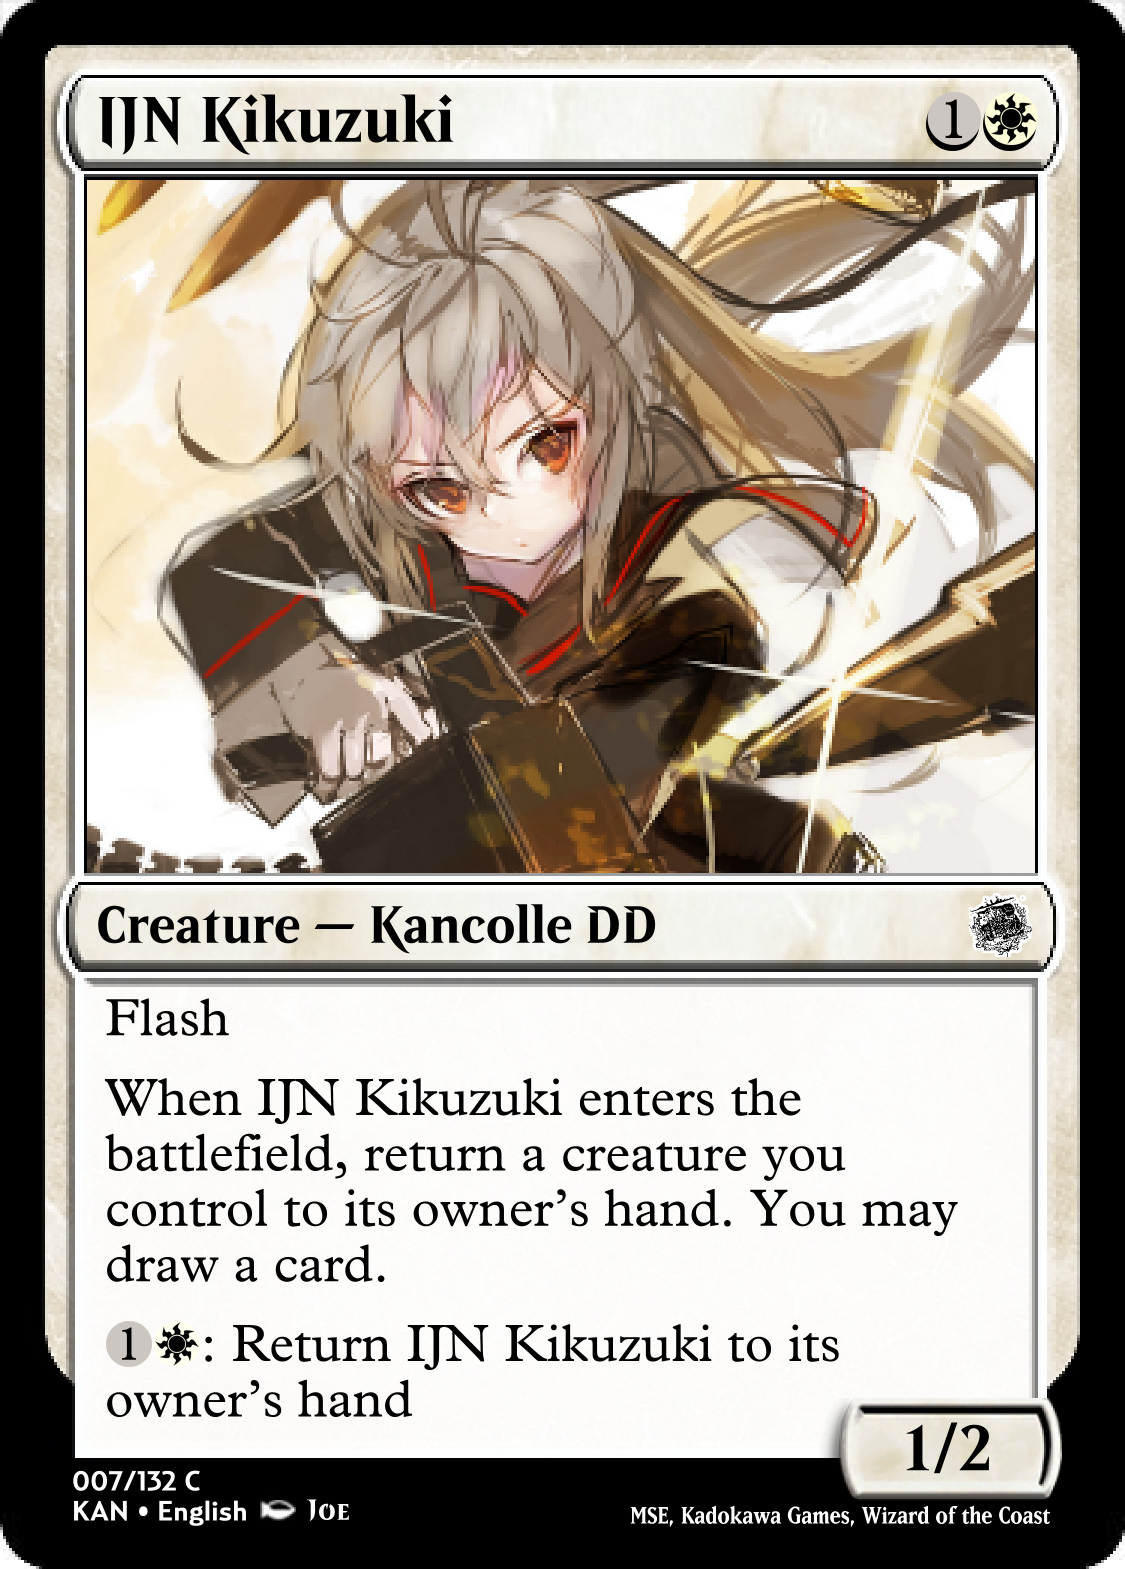 IJN Kikuzuki 1
Creature — Kancolle DD
Flash
When IJN Kikuzuki enters the
battlefield, return a creature you
control to its owner's hand. You may
draw a card.
1: Return IJN Kikuzuki to its
owner's hand
1/2
007/132 C
KAN • English JOE
MSE, Kadokawa Games, Wizard of the Coast